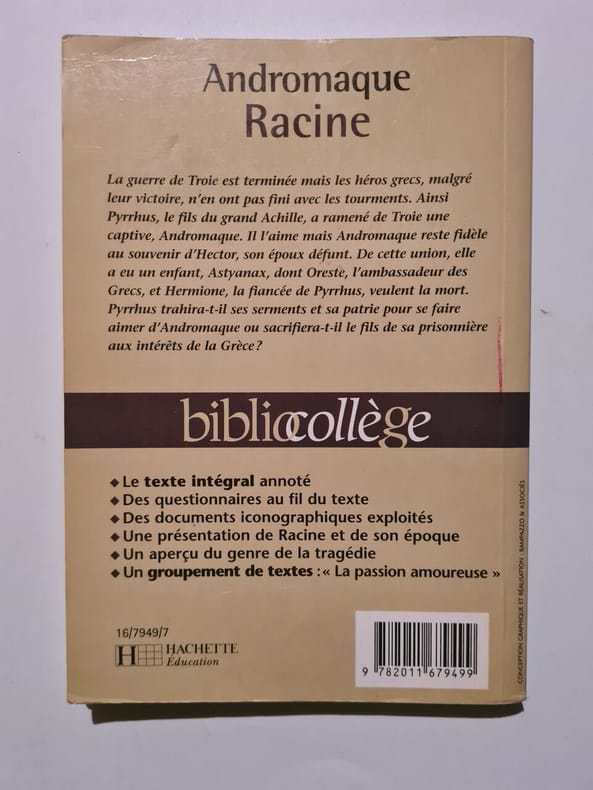 Andromaque
Racine
La guerre de Troie est terminée mais les héros grecs, malgré
leur victoire, n'en ont pas fini avec les tourments. Ainsi
Pyrrhus, le fils du grand Achille, a ramené de Troie une
captive, Andromaque. Il l'aime mais Andromaque reste fidèle
au souvenir d'Hector, son époux défunt. De cette union, elle
a eu un enfant, Astyanax, dont Oreste, l'ambassadeur des
Grecs, et Hermione, la fiancée de Pyrrhus, veulent la mort.
Pyrrhus trahira-t-il ses serments et sa patrie pour se faire
aimer d'Andromaque ou sacrifiera-t-il le fils de sa prisonnière
aux intérêts de la Grèce ?
bibliocollège
◆ Le texte intégral annoté
◆ Des questionnaires au fil du texte
◆ Des documents iconographiques exploités
◆ Une présentation de Racine et de son époque
◆ Un aperçu du genre de la tragédie
◆ Un groupement de textes : « La passion amoureuse »
16/7949/7
H HACHETTE
Education
9 782011 679499
CONCEPTION GRAPHIQUE ET RÉALISATION : RAMPAZZO & ASSOCIÉS